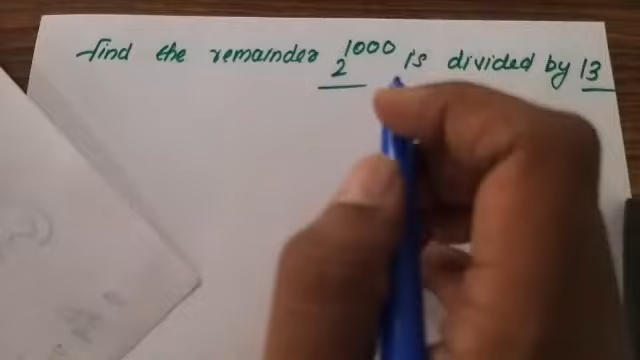 find the remainder 2^1000 is divided by 13